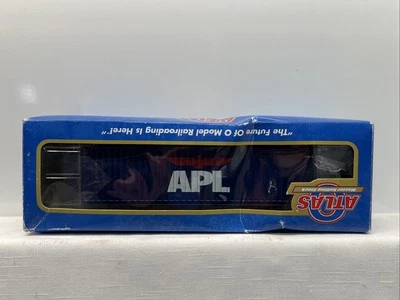 "The Future Of O Model Railroading Is Here!"
APL
ATLAS
O